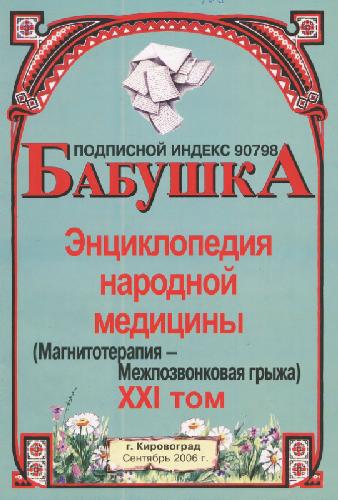 ПОДПИСНОЙ ИНДЕКС 90798
БАБУШКА
Энциклопедия
народной
медицины
(Магнитотерапия –
Межпозвонковая грыжа)
XXI том
г. Кировоград
Сентябрь 2006 г.